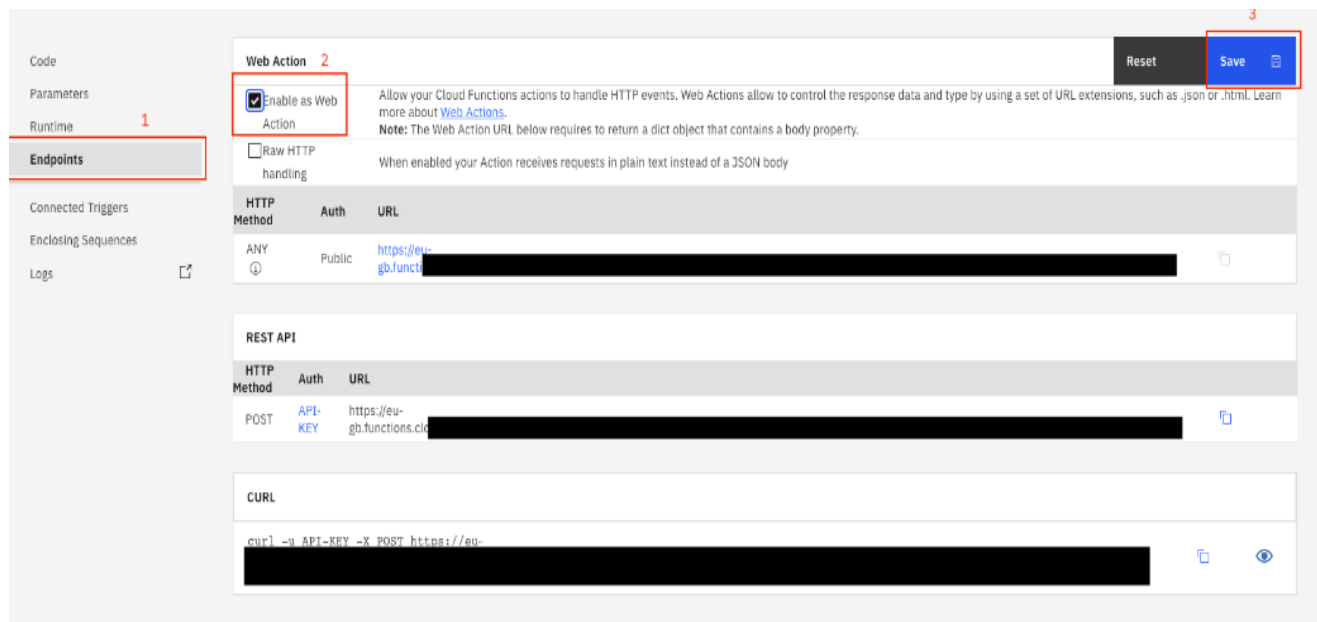 3
Code
Parameters
Runtime
1
Endpoints
Connected Triggers
Enclosing Sequences
Logs
Web Action 2
Reset
Save
Enable as Web
Action
Allow your Cloud Functions actions to handle HTTP events. Web Actions allow to control the response data and type by using a set of URL extensions, such as .json or .html. Learn
more about Web Actions.
Note: The Web Action URL below requires to return a dict object that contains a body property.
Raw HTTP
handling
When enabled your Action receives requests in plain text instead of a JSON body
HTTP
Method
Auth
URL
ANY
Public
https://eu-
gb.functi
REST API
HTTP
Method
Auth
URL
POST
API-
KEY
https://eu-
gb.functions.clo
CURL
curl -u API-KEY -X POST https://eu-